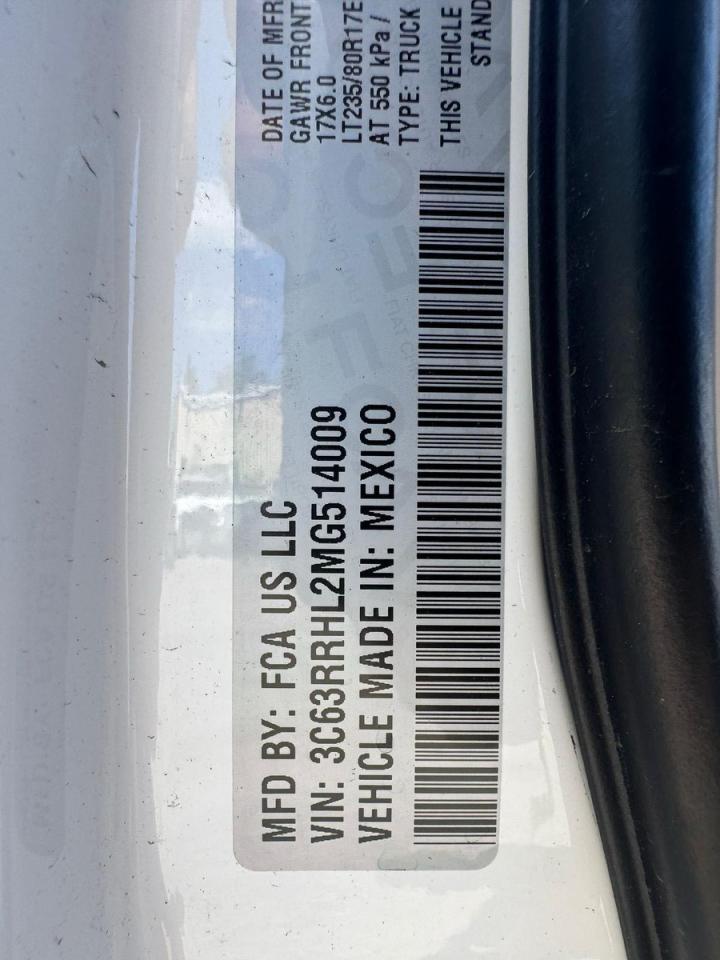 MFD BY: FCA US LLC
VIN: 3C63RRHL2MG514009
VEHICLE MADE IN: MEXICO
DATE OF MFR
GAWR FRONT
17X6.0
LT235/80R17E
AT 550 kPa /
TYPE: TRUCK
THIS VEHICLE
STAND